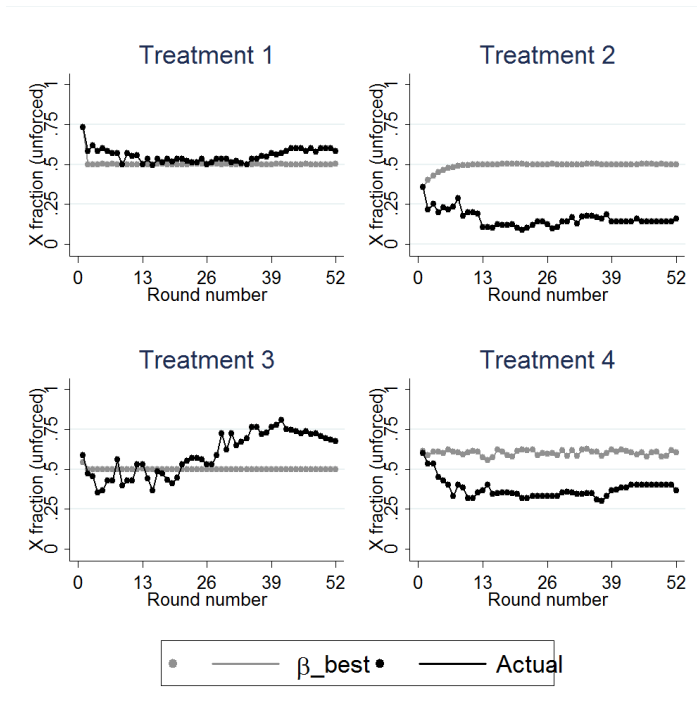 Treatment 1
X fraction (unforced)
1
.75
.5
.25
0
0 13 26 39 52
Round number
Treatment 2
X fraction (unforced)
1
.75
.5
.25
0
0 13 26 39 52
Round number
Treatment 3
X fraction (unforced)
1
.75
.5
.25
0
0 13 26 39 52
Round number
Treatment 4
X fraction (unforced)
1
.75
.5
.25
0
0 13 26 39 52
Round number
β_best Actual